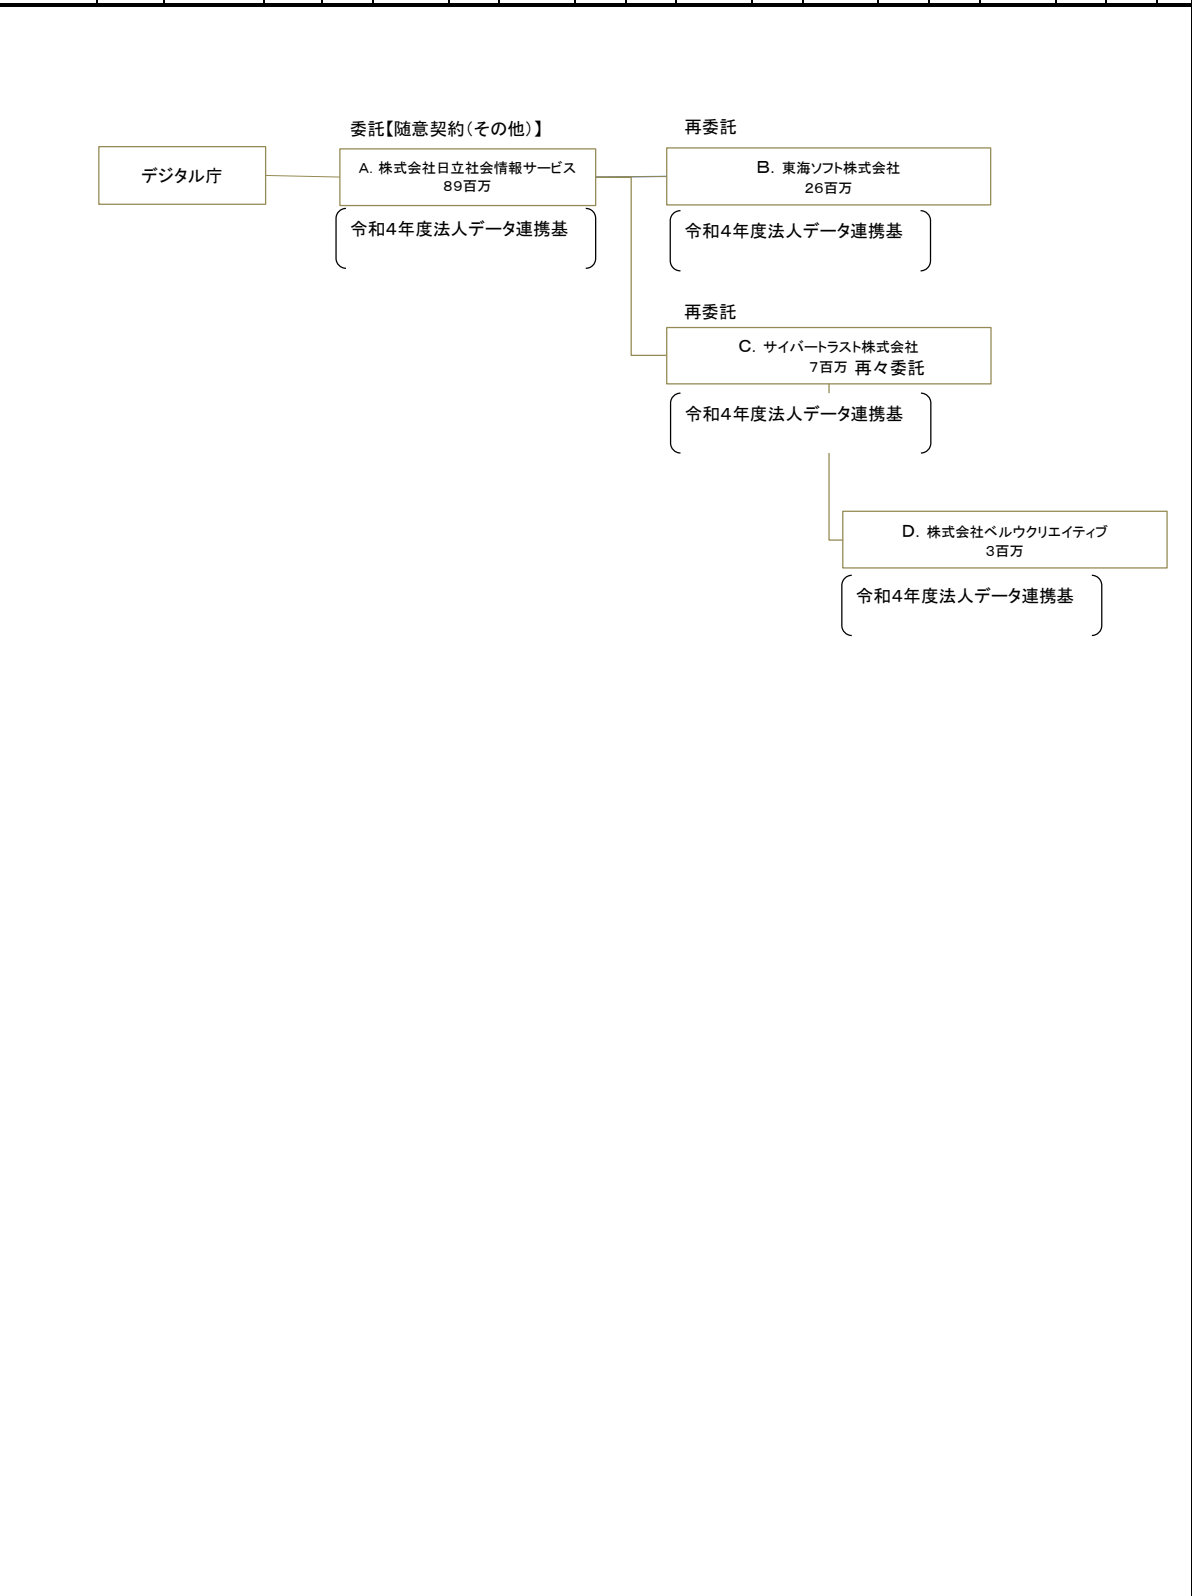 委託【随意契約（その他）】
再委託
デジタル庁
A. 株式会社日立社会情報サービス
89百万
B. 東海ソフト株式会社
26百万
令和４年度法人データ連携基
令和４年度法人データ連携基
再委託
C. サイバートラスト株式会社
7百万 再々委託
令和４年度法人データ連携基
D. 株式会社ベルウクリエイティブ
3百万
令和４年度法人データ連携基